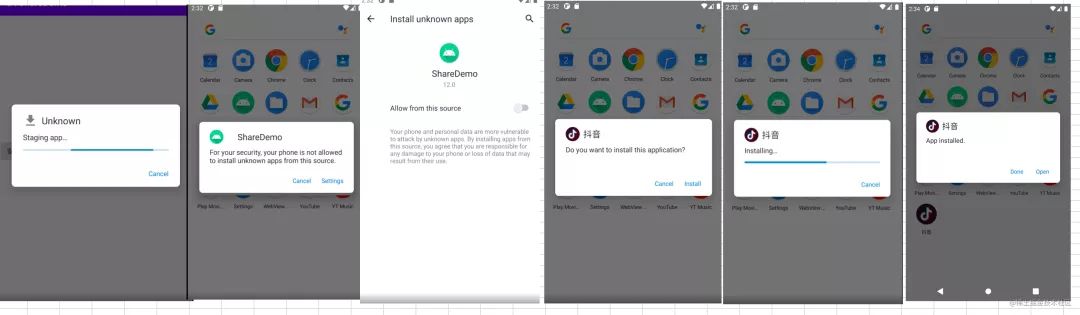 Unknown
Staging app...
Cancel
2:32
G
Calendar
Camera
Chrome
Clock
Contacts
ShareDemo
For your security, your phone is not allowed
to install unknown apps from this source.
Cancel
Settings
Play Movi...
Settings
WebView ...
YouTube
YT Music
2:32
Install unknown apps
ShareDemo
12.0
Allow from this source
Your phone and personal data are more vulnerable
to attack by unknown apps. By installing apps from
this source, you agree that you are responsible for
any damage to your phone or loss of data that may
result from their use.
2:32
G
Calendar
Camera
Chrome
Clock
Contacts
抖音
Do you want to install this application?
Cancel
Install
Play Movi...
Settings
WebView ...
YouTube
YT Music
2:32
G
Calendar
Camera
Chrome
Clock
Contacts
抖音
Installing...
Cancel
Play Movi...
Settings
WebView ...
YouTube
YT Music
2:34
G
Calendar
Camera
Chrome
Clock
Contacts
抖音
App installed.
Done
Open
Play Movi...
Settings
WebView ...
YouTube
YT Music
抖音
@稀土掘金技术社区